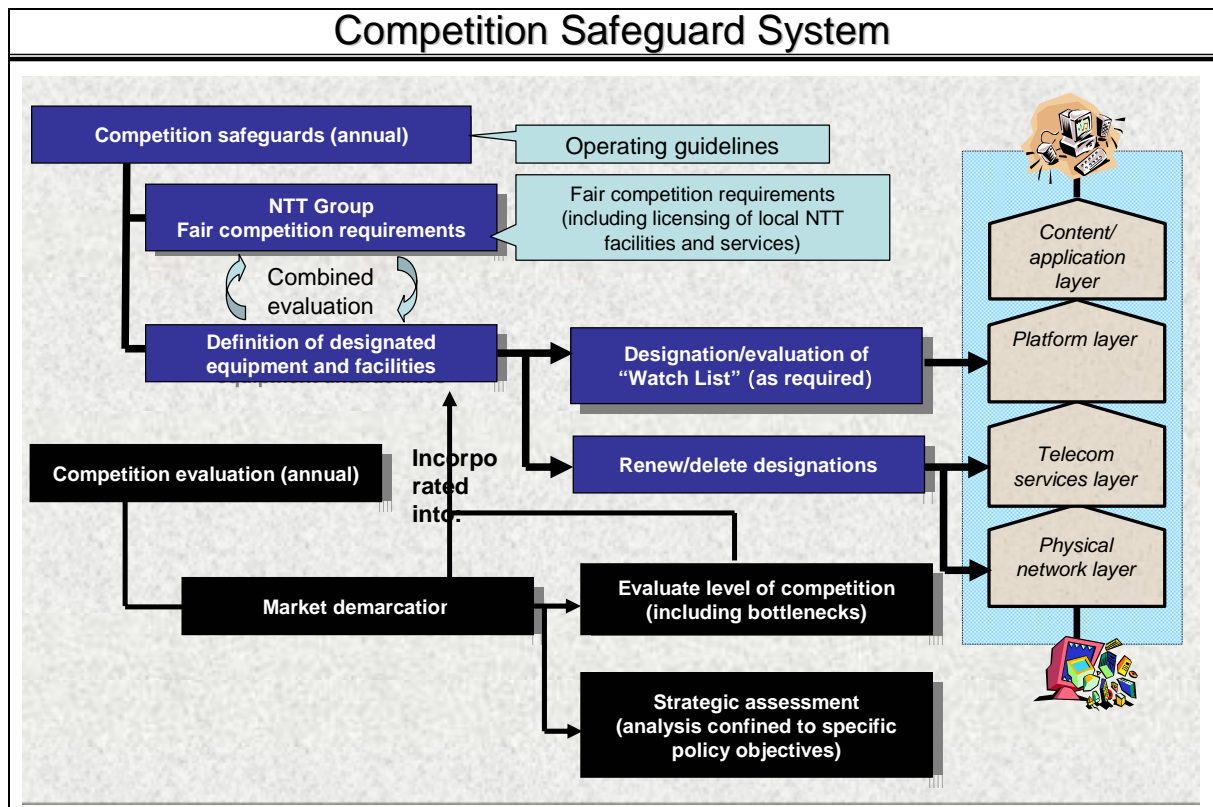 Competition Safeguard System
Competition safeguards (annual)
Operating guidelines
NTT Group
Fair competition requirements
Fair competition requirements
(including licensing of local NTT
facilities and services)
Combined
evaluation
Definition of designated
equipment and facilities
Designation/evaluation of
“Watch List” (as required)
Renew/delete designations
Content/
application
layer
Platform layer
Telecom
services layer
Physical
network layer
Competition evaluation (annual)
Incorpo
rated
into:
Market demarcation
Evaluate level of competition
(including bottlenecks)
Strategic assessment
(analysis confined to specific
policy objectives)